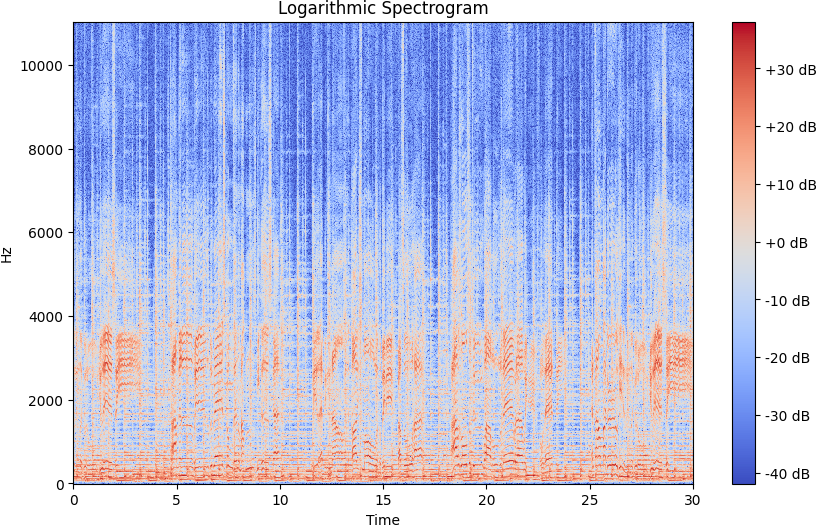 Logarithmic Spectrogram
10000
8000
6000
4000
2000
0
Hz
0 5 10 15 20 25 30
Time
+30 dB
+20 dB
+10 dB
+0 dB
-10 dB
-20 dB
-30 dB
-40 dB